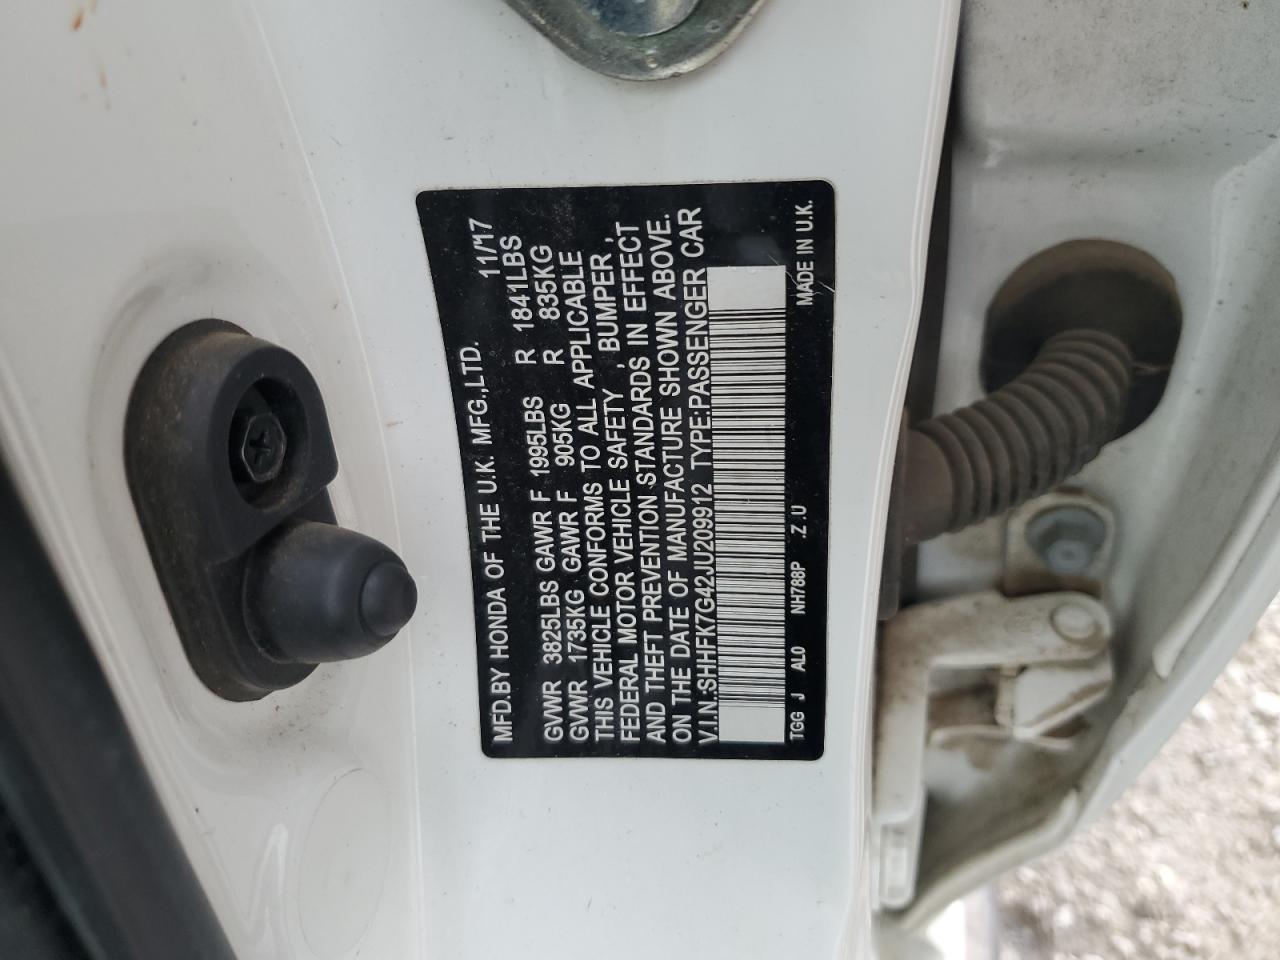 MFD.BY HONDA OF THE U.K. MFG.,LTD. 11/17
GVWR 3825LBS GAWR F 1995LBS R 1841LBS
GVWR 1735KG GAWR F 905KG R 835KG
THIS VEHICLE CONFORMS TO ALL APPLICABLE
FEDERAL MOTOR VEHICLE SAFETY , BUMPER ,
AND THEFT PREVENTION STANDARDS IN EFFECT
ON THE DATE OF MANUFACTURE SHOWN ABOVE.
V.I.N.:SHHFK7G42JU209912 TYPE:PASSENGER CAR
TGG J AL0 NH788P .Z.U MADE IN U.K.